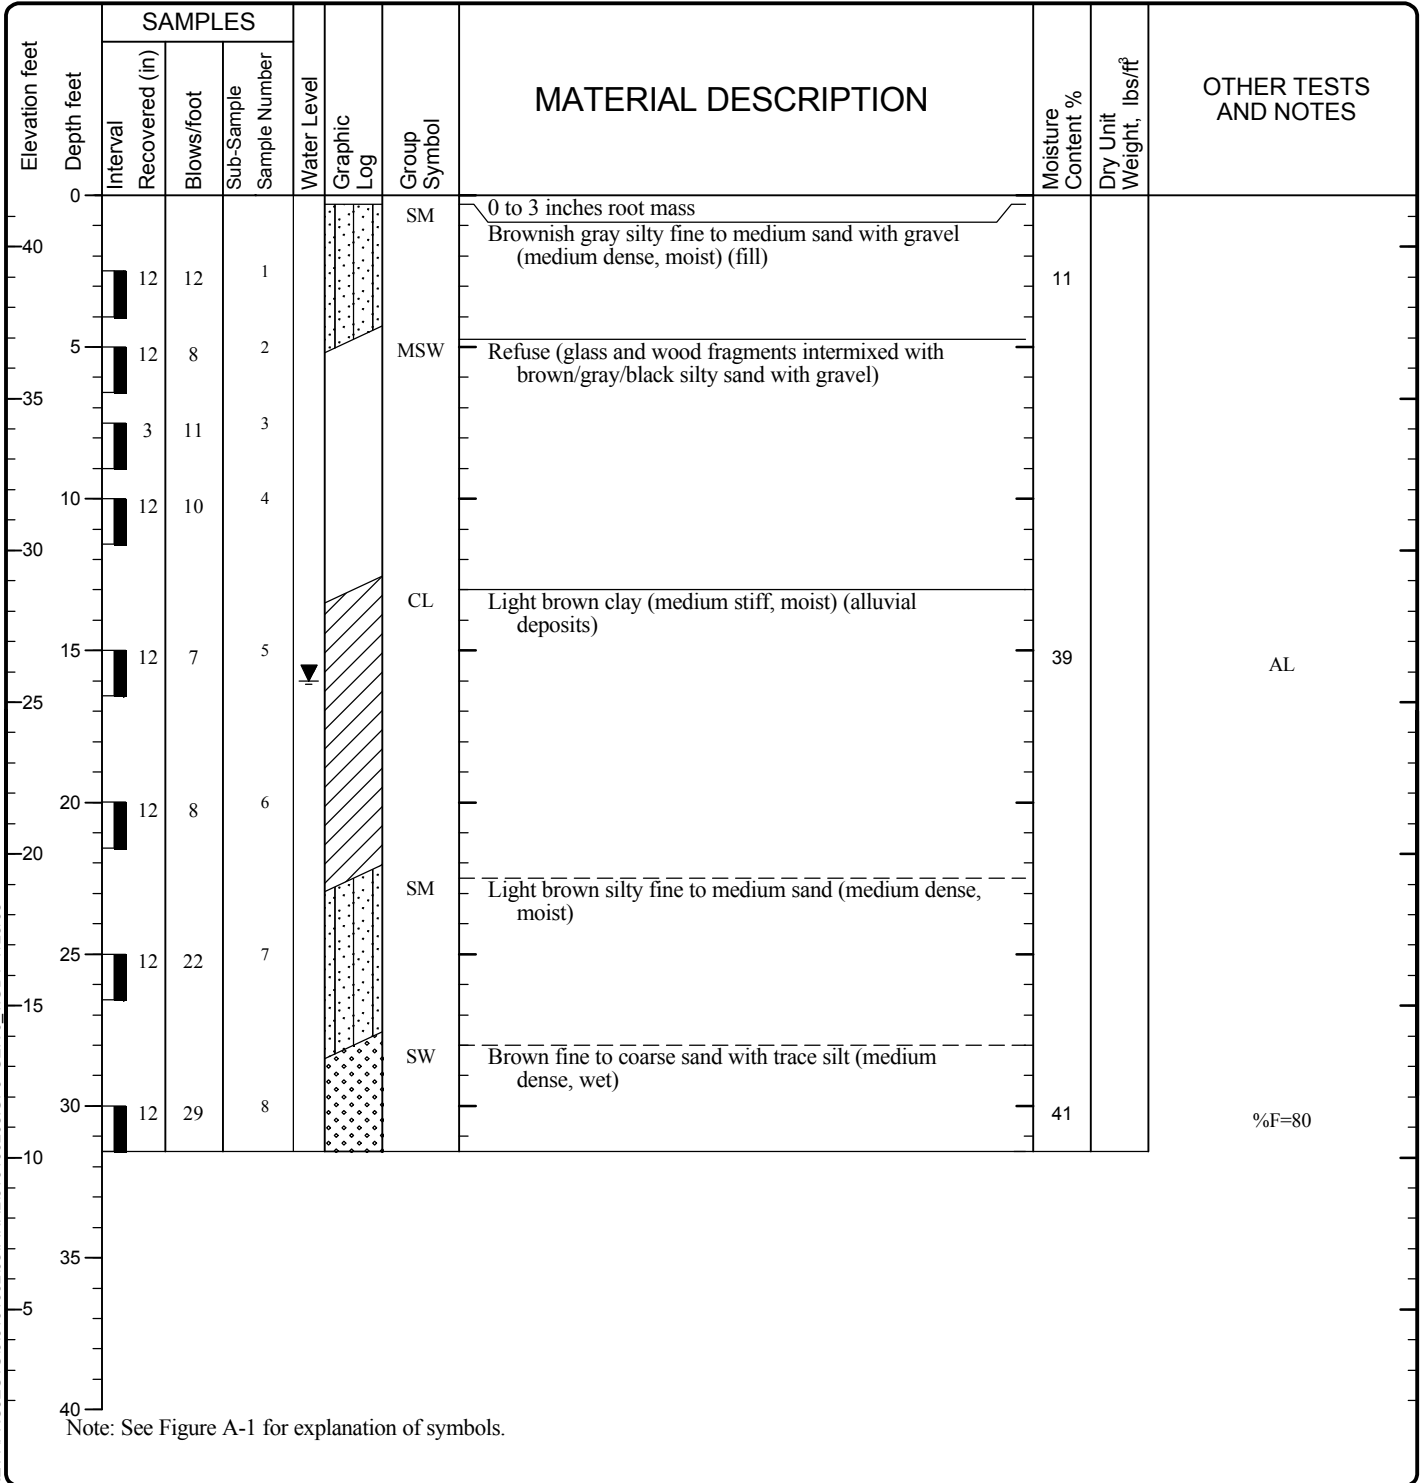 SAMPLES
Elevation feet
Depth feet
Interval
Recovered (in)
Blows/foot
Sub-Sample
Sample Number
Water Level
Graphic
Log
Group
Symbol
MATERIAL DESCRIPTION
Moisture
Content %
Dry Unit
Weight, lbs/ft³
OTHER TESTS
AND NOTES
0
SM
0 to 3 inches root mass
Brownish gray silty fine to medium sand with gravel
(medium dense, moist) (fill)
40
12 12 1
11
5
12 8 2
MSW
Refuse (glass and wood fragments intermixed with
brown/gray/black silty sand with gravel)
35
3 11 3
10
12 10 4
30
CL
Light brown clay (medium stiff, moist) (alluvial
deposits)
15
12 7 5
39
AL
25
20
12 8 6
20
SM
Light brown silty fine to medium sand (medium dense,
moist)
25
12 22 7
15
SW
Brown fine to coarse sand with trace silt (medium
dense, wet)
30
12 29 8
41
%F=80
10
35
5
40
Note: See Figure A-1 for explanation of symbols.